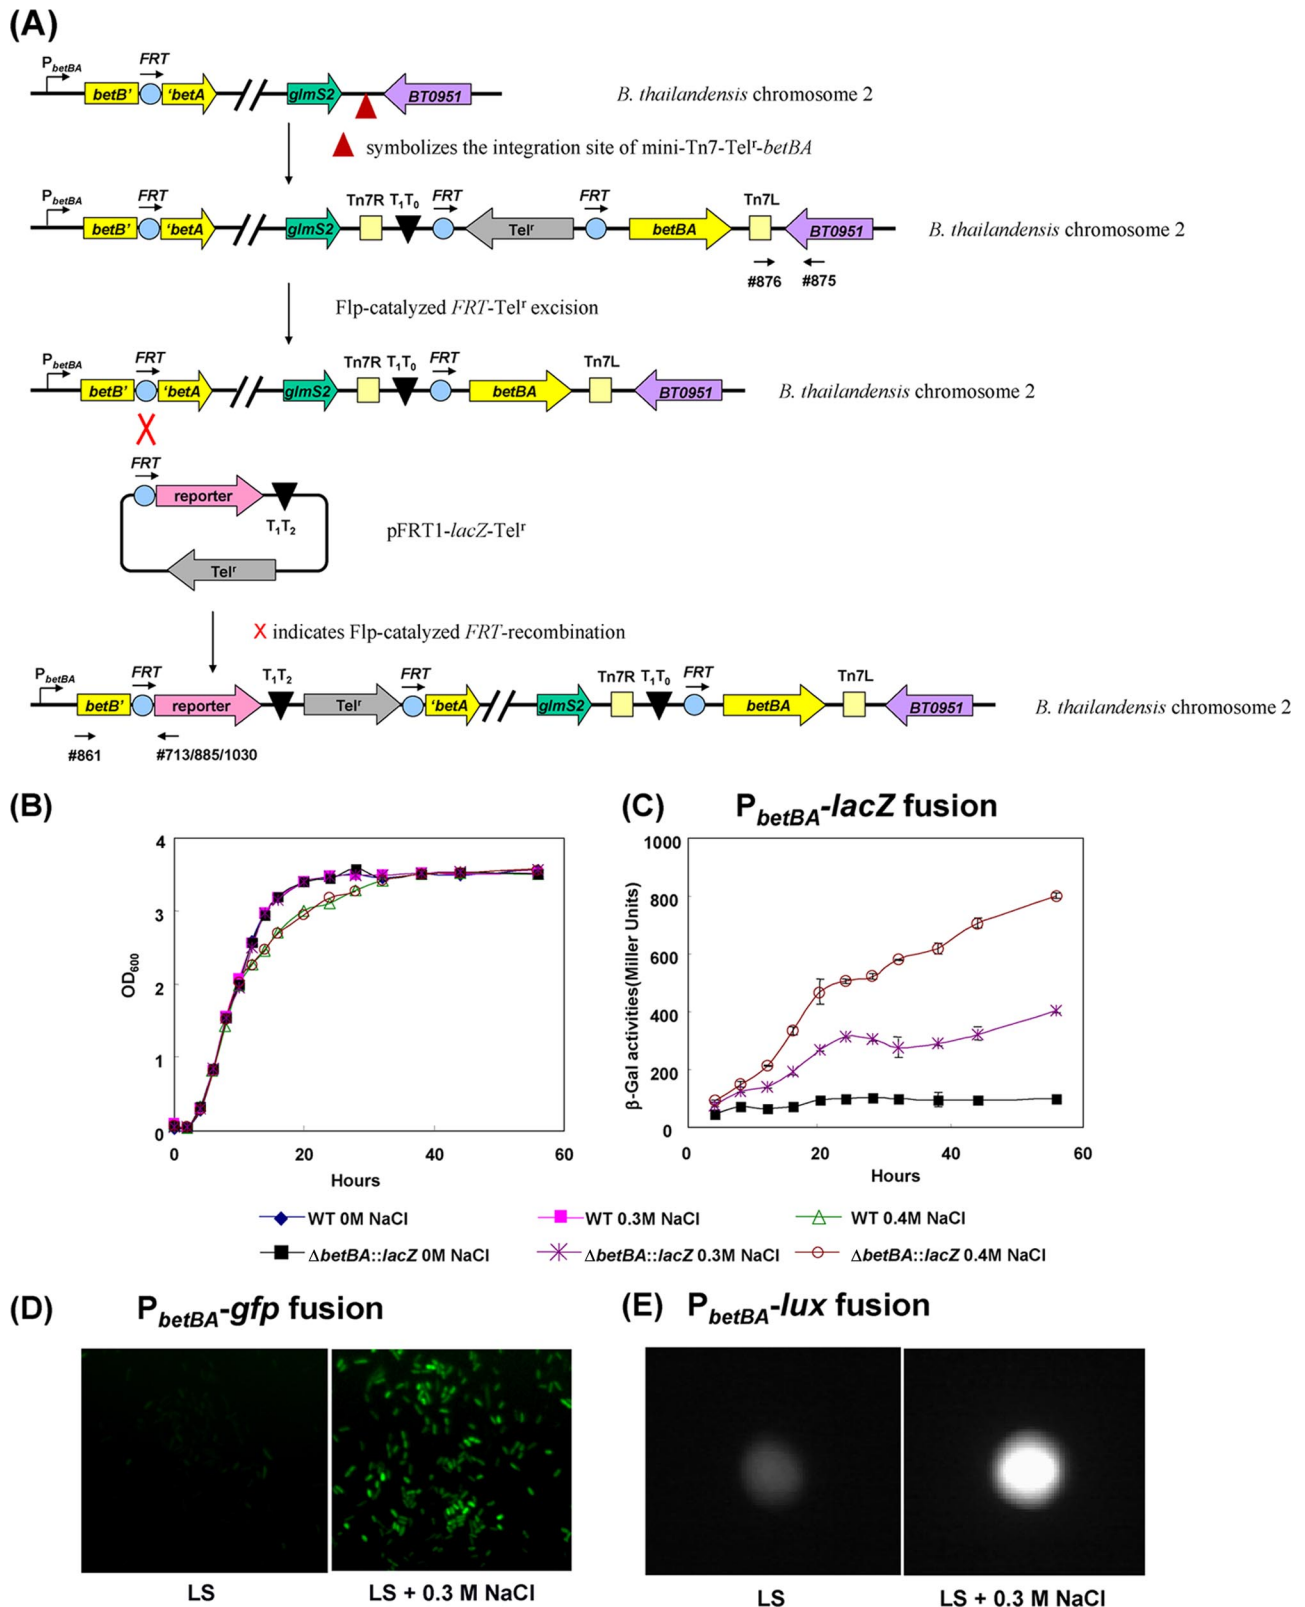 (A)
PbetBA FRT
betB' 'betA glmS2 BT0951 B. thailandensis chromosome 2
symbolizes the integration site of mini-Tn7-Telr-betBA
PbetBA FRT Tn7R T1T0 FRT FRT Tn7L
betB' 'betA glmS2 Telr betBA BT0951 B. thailandensis chromosome 2
#876 #875
Flp-catalyzed FRT-Telr excision
PbetBA FRT Tn7R T1T0 FRT Tn7L
betB' 'betA glmS2 betBA BT0951 B. thailandensis chromosome 2
X
FRT
reporter
T1T2 pFRT1-lacZ-Telr
Telr
X indicates Flp-catalyzed FRT-recombination
PbetBA FRT T1T2 FRT Tn7R T1T0 FRT Tn7L
betB' reporter Telr 'betA glmS2 betBA BT0951 B. thailandensis chromosome 2
#861 #713/885/1030
(B)
4
3
2
1
0
OD600
0 20 40 60
Hours
(C) PbetBA-lacZ fusion
1000
800
600
400
200
0
β-Gal activities(Miller Units)
0 20 40 60
Hours
WT 0M NaCl WT 0.3M NaCl WT 0.4M NaCl
ΔbetBA::lacZ 0M NaCl ΔbetBA::lacZ 0.3M NaCl ΔbetBA::lacZ 0.4M NaCl
(D) PbetBA-gfp fusion
LS LS + 0.3 M NaCl
(E) PbetBA-lux fusion
LS LS + 0.3 M NaCl